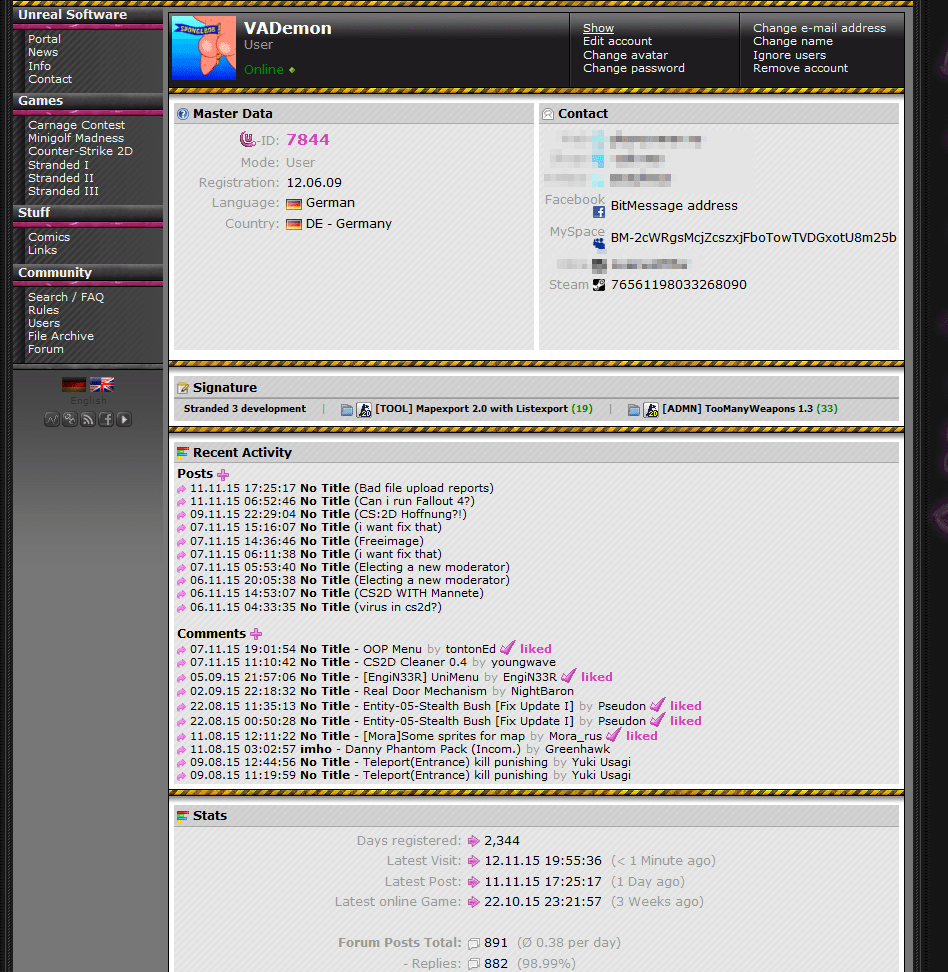 Unreal Software
Portal
News
Info
Contact
Games
Carnage Contest
Minigolf Madness
Counter-Strike 2D
Stranded I
Stranded II
Stranded III
Stuff
Comics
Links
Community
Search / FAQ
Rules
Users
File Archive
Forum
English
SPONGEBOB
VADemon
User
Online
Show
Edit account
Change avatar
Change password
Change e-mail address
Change name
Ignore users
Remove account
Master Data
-ID: 7844
Mode: User
Registration: 12.06.09
Language: German
Country: DE - Germany
Contact
Facebook BitMessage address
MySpace BM-2cWRgsMcjZcszxjFboTowTVDGxotU8m25b
Steam 76561198033268090
Signature
Stranded 3 development | [TOOL] Mapexport 2.0 with Listexport (19) | [ADMN] TooManyWeapons 1.3 (33)
Recent Activity
Posts
11.11.15 17:25:17 No Title (Bad file upload reports)
11.11.15 06:52:46 No Title (Can i run Fallout 4?)
09.11.15 22:29:04 No Title (CS:2D Hoffnung?!)
07.11.15 15:16:07 No Title (i want fix that)
07.11.15 14:36:46 No Title (Freeimage)
07.11.15 06:11:38 No Title (i want fix that)
07.11.15 05:53:40 No Title (Electing a new moderator)
06.11.15 20:05:38 No Title (Electing a new moderator)
06.11.15 14:53:07 No Title (CS2D WITH Mannete)
06.11.15 04:33:35 No Title (virus in cs2d?)
Comments
07.11.15 19:01:54 No Title - OOP Menu by tontonEd liked
07.11.15 11:10:42 No Title - CS2D Cleaner 0.4 by youngwave
05.09.15 21:57:06 No Title - [EngiN33R] UniMenu by EngiN33R liked
02.09.15 22:18:32 No Title - Real Door Mechanism by NightBaron
22.08.15 11:35:13 No Title - Entity-05-Stealth Bush [Fix Update I] by Pseudon liked
22.08.15 00:50:28 No Title - Entity-05-Stealth Bush [Fix Update I] by Pseudon liked
11.08.15 12:11:22 No Title - [Mora]Some sprites for map by Mora_rus liked
11.08.15 03:02:57 imho - Danny Phantom Pack (Incom.) by Greenhawk
09.08.15 12:44:56 No Title - Teleport(Entrance) kill punishing by Yuki Usagi
09.08.15 11:19:59 No Title - Teleport(Entrance) kill punishing by Yuki Usagi
Stats
Days registered: 2,344
Latest Visit: 12.11.15 19:55:36 (< 1 Minute ago)
Latest Post: 11.11.15 17:25:17 (1 Day ago)
Latest online Game: 22.10.15 23:21:57 (3 Weeks ago)
Forum Posts Total: 891 (Ø 0.38 per day)
- Replies: 882 (98.99%)